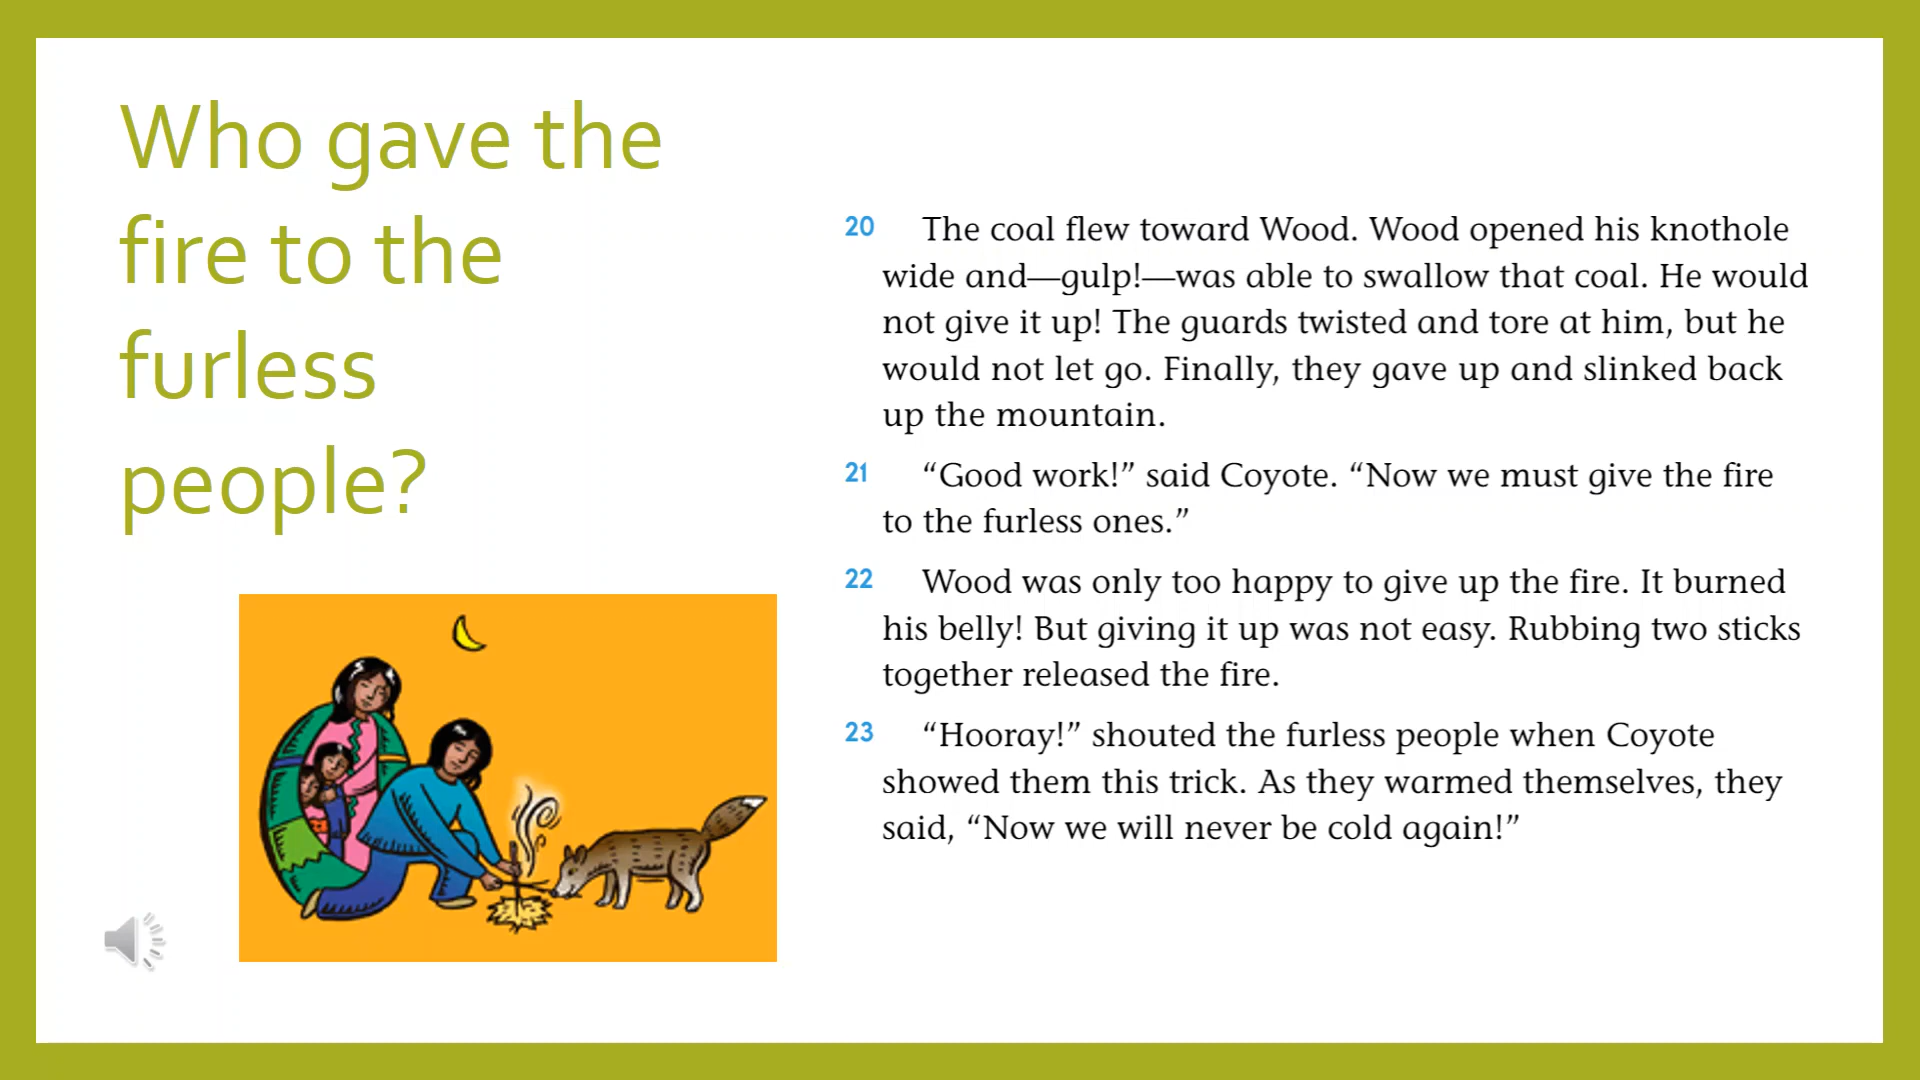 Who gave the
fire to the
furless
people?
20 The coal flew toward Wood. Wood opened his knothole
wide and—gulp!—was able to swallow that coal. He would
not give it up! The guards twisted and tore at him, but he
would not let go. Finally, they gave up and slinked back
up the mountain.
21 “Good work!” said Coyote. “Now we must give the fire
to the furless ones.”
22 Wood was only too happy to give up the fire. It burned
his belly! But giving it up was not easy. Rubbing two sticks
together released the fire.
23 “Hooray!” shouted the furless people when Coyote
showed them this trick. As they warmed themselves, they
said, “Now we will never be cold again!”